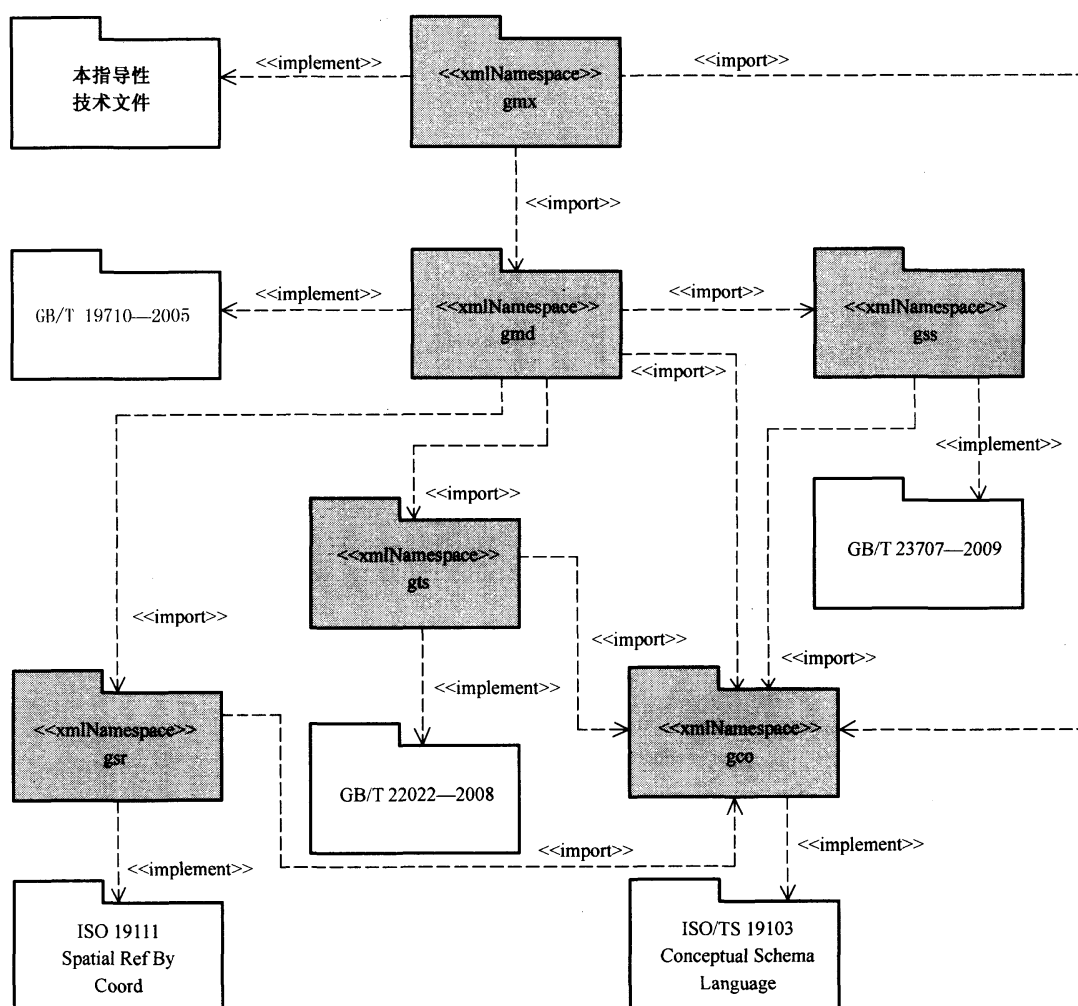 本指导性
技术文件
<<implement>>
<<xmlNamespace>>
gmx
<<import>>
<<import>>
GB/T 19710—2005
<<implement>>
<<xmlNamespace>>
gmd
<<import>>
<<xmlNamespace>>
gss
<<import>>
<<implement>>
<<import>>
<<xmlNamespace>>
gts
GB/T 23707—2009
<<import>>
<<import>>
<<import>>
<<implement>>
<<xmlNamespace>>
gsr
<<xmlNamespace>>
gco
GB/T 22022—2008
<<implement>>
<<import>>
<<implement>>
ISO 19111
Spatial Ref By
Coord
ISO/TS 19103
Conceptual Schema
Language